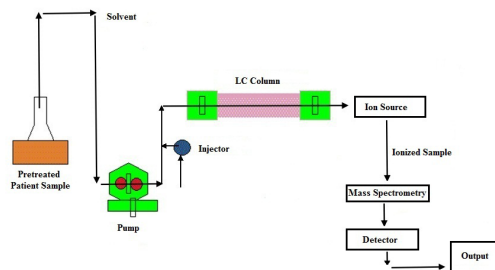 Solvent
LC Column
Ion Source
Injector
Ionized Sample
Pretreated
Patient Sample
Pump
Mass Spectrometry
Detector
Output